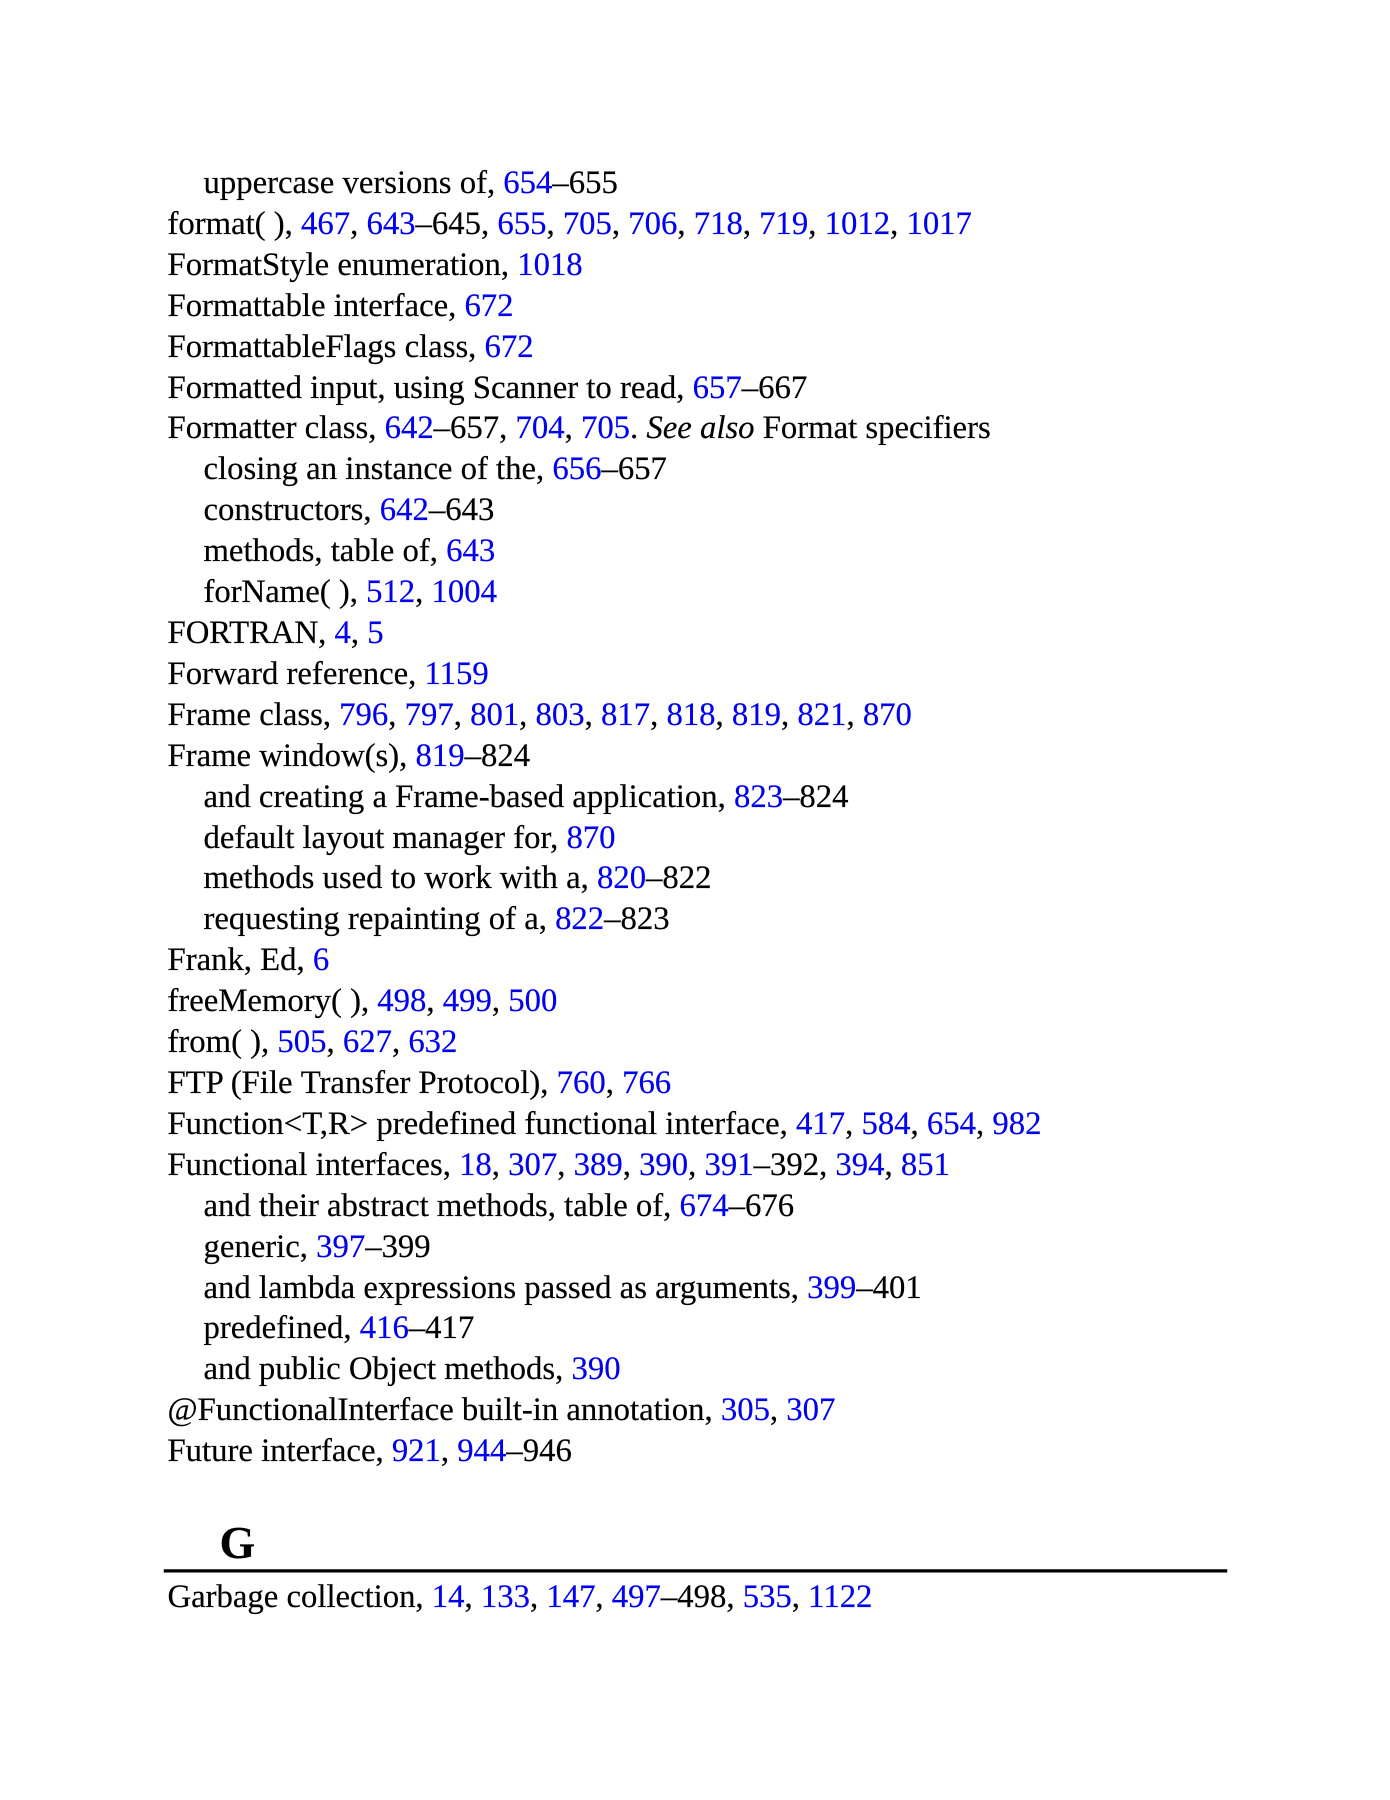 uppercase versions of, 654–655
format( ), 467, 643–645, 655, 705, 706, 718, 719, 1012, 1017
FormatStyle enumeration, 1018
Formattable interface, 672
FormattableFlags class, 672
Formatted input, using Scanner to read, 657–667
Formatter class, 642–657, 704, 705. See also Format specifiers
closing an instance of the, 656–657
constructors, 642–643
methods, table of, 643
forName( ), 512, 1004
FORTRAN, 4, 5
Forward reference, 1159
Frame class, 796, 797, 801, 803, 817, 818, 819, 821, 870
Frame window(s), 819–824
and creating a Frame-based application, 823–824
default layout manager for, 870
methods used to work with a, 820–822
requesting repainting of a, 822–823
Frank, Ed, 6
freeMemory( ), 498, 499, 500
from( ), 505, 627, 632
FTP (File Transfer Protocol), 760, 766
Function<T,R> predefined functional interface, 417, 584, 654, 982
Functional interfaces, 18, 307, 389, 390, 391–392, 394, 851
and their abstract methods, table of, 674–676
generic, 397–399
and lambda expressions passed as arguments, 399–401
predefined, 416–417
and public Object methods, 390
@FunctionalInterface built-in annotation, 305, 307
Future interface, 921, 944–946
G
Garbage collection, 14, 133, 147, 497–498, 535, 1122